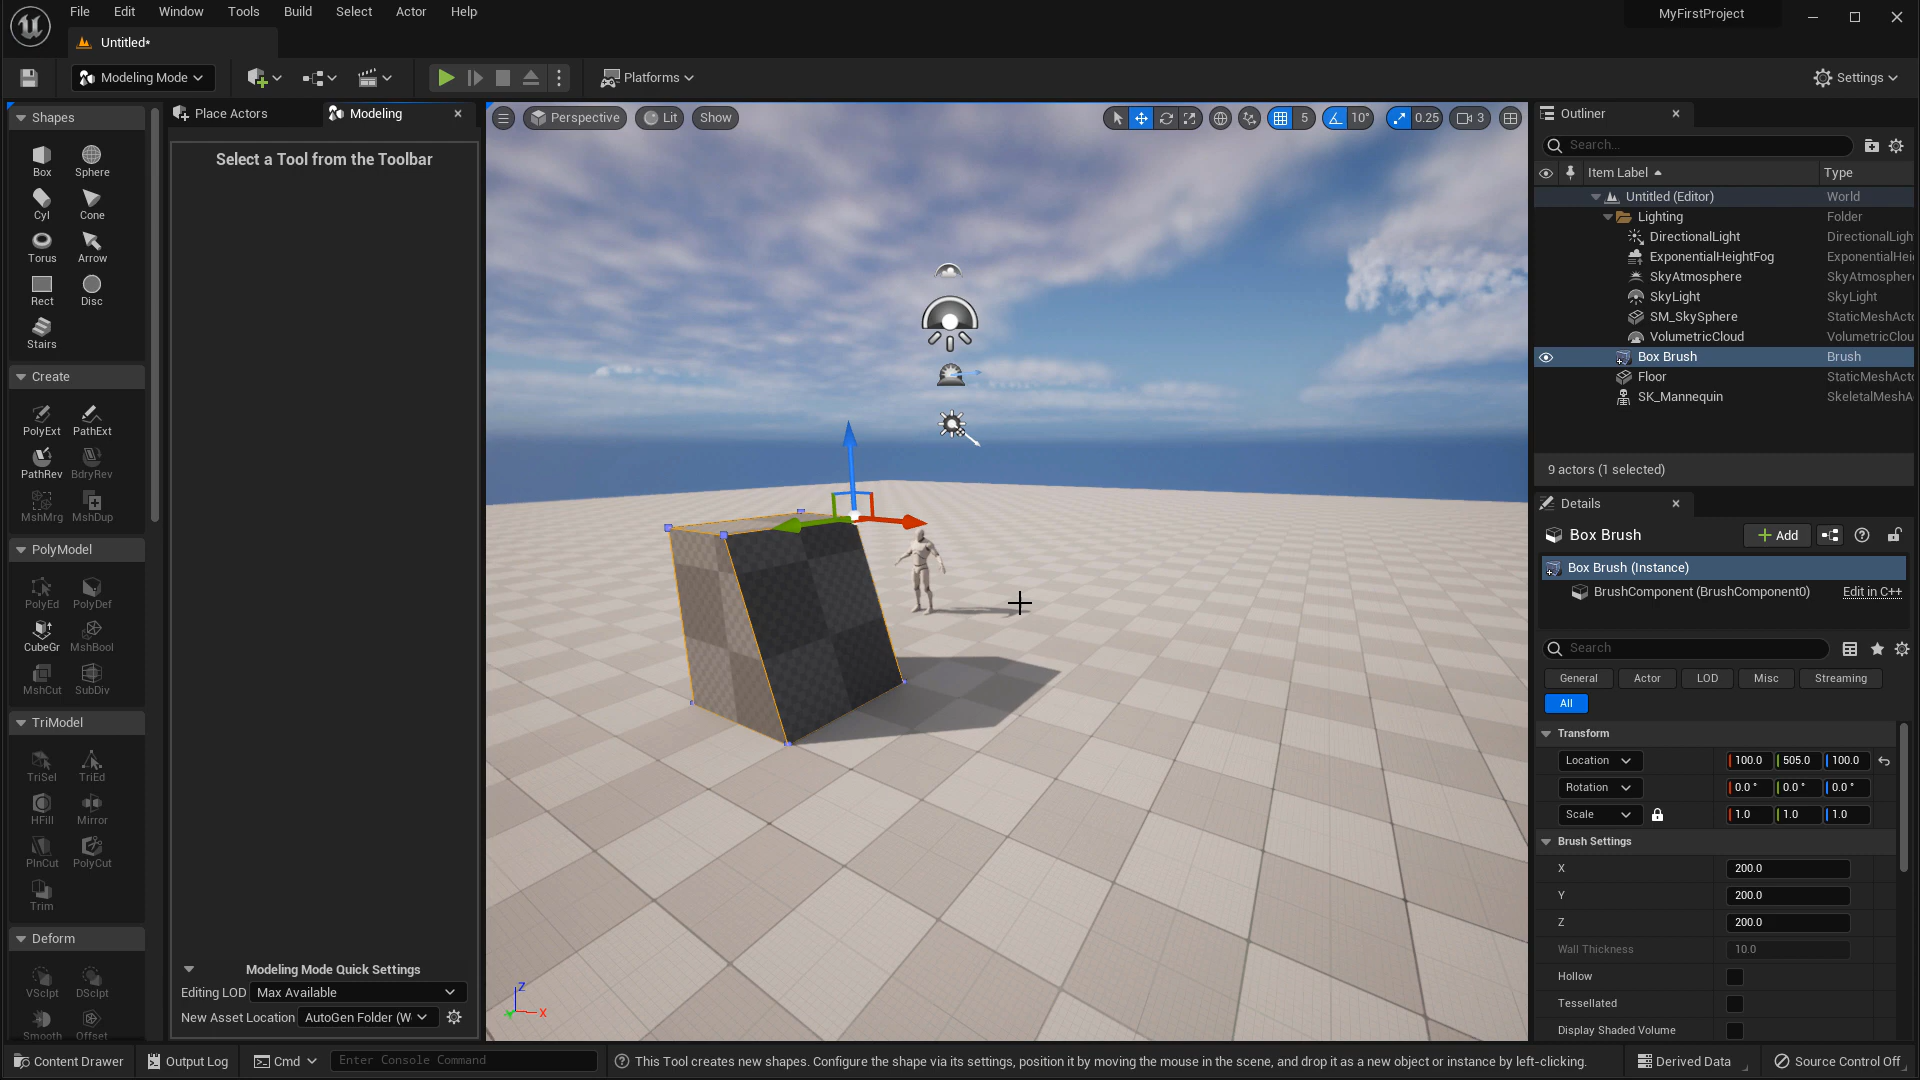 File Edit Window Tools Build Select Actor Help
MyFirstProject
Untitled*
Modeling Mode
Platforms
Settings
Shapes
Box Sphere
Cyl Cone
Torus Arrow
Rect Disc
Stairs
Create
PolyExt PathExt
PathRev BdryRev
MshMrg MshDup
PolyModel
PolyEd PolyDef
CubeGr MshBool
MshCut SubDiv
TriModel
TriSel TriEd
HFill Mirror
PlnCut PolyCut
Trim
Deform
VSclpt DSclpt
Smooth Offset
Place Actors Modeling
Select a Tool from the Toolbar
Modeling Mode Quick Settings
Editing LOD Max Available
New Asset Location AutoGen Folder (W
Perspective Lit Show
5 10° 0.25 3
Z
X
Outliner
Search...
Item Label Type
Untitled (Editor) World
Lighting Folder
DirectionalLight DirectionalLigh
ExponentialHeightFog ExponentialHei
SkyAtmosphere SkyAtmosphere
SkyLight SkyLight
SM_SkySphere StaticMeshActo
VolumetricCloud VolumetricClou
Box Brush Brush
Floor StaticMeshActo
SK_Mannequin SkeletalMeshA
9 actors (1 selected)
Details
Box Brush
Add
Box Brush (Instance)
BrushComponent (BrushComponent0) Edit in C++
Search
General Actor LOD Misc Streaming
All
Transform
Location 100.0 505.0 100.0
Rotation 0.0 ° 0.0 ° 0.0 °
Scale 1.0 1.0 1.0
Brush Settings
X 200.0
Y 200.0
Z 200.0
Wall Thickness 10.0
Hollow
Tessellated
Display Shaded Volume
Content Drawer Output Log Cmd Enter Console Command
This Tool creates new shapes. Configure the shape via its settings, position it by moving the mouse in the scene, and drop it as a new object or instance by left-clicking.
Derived Data Source Control Off